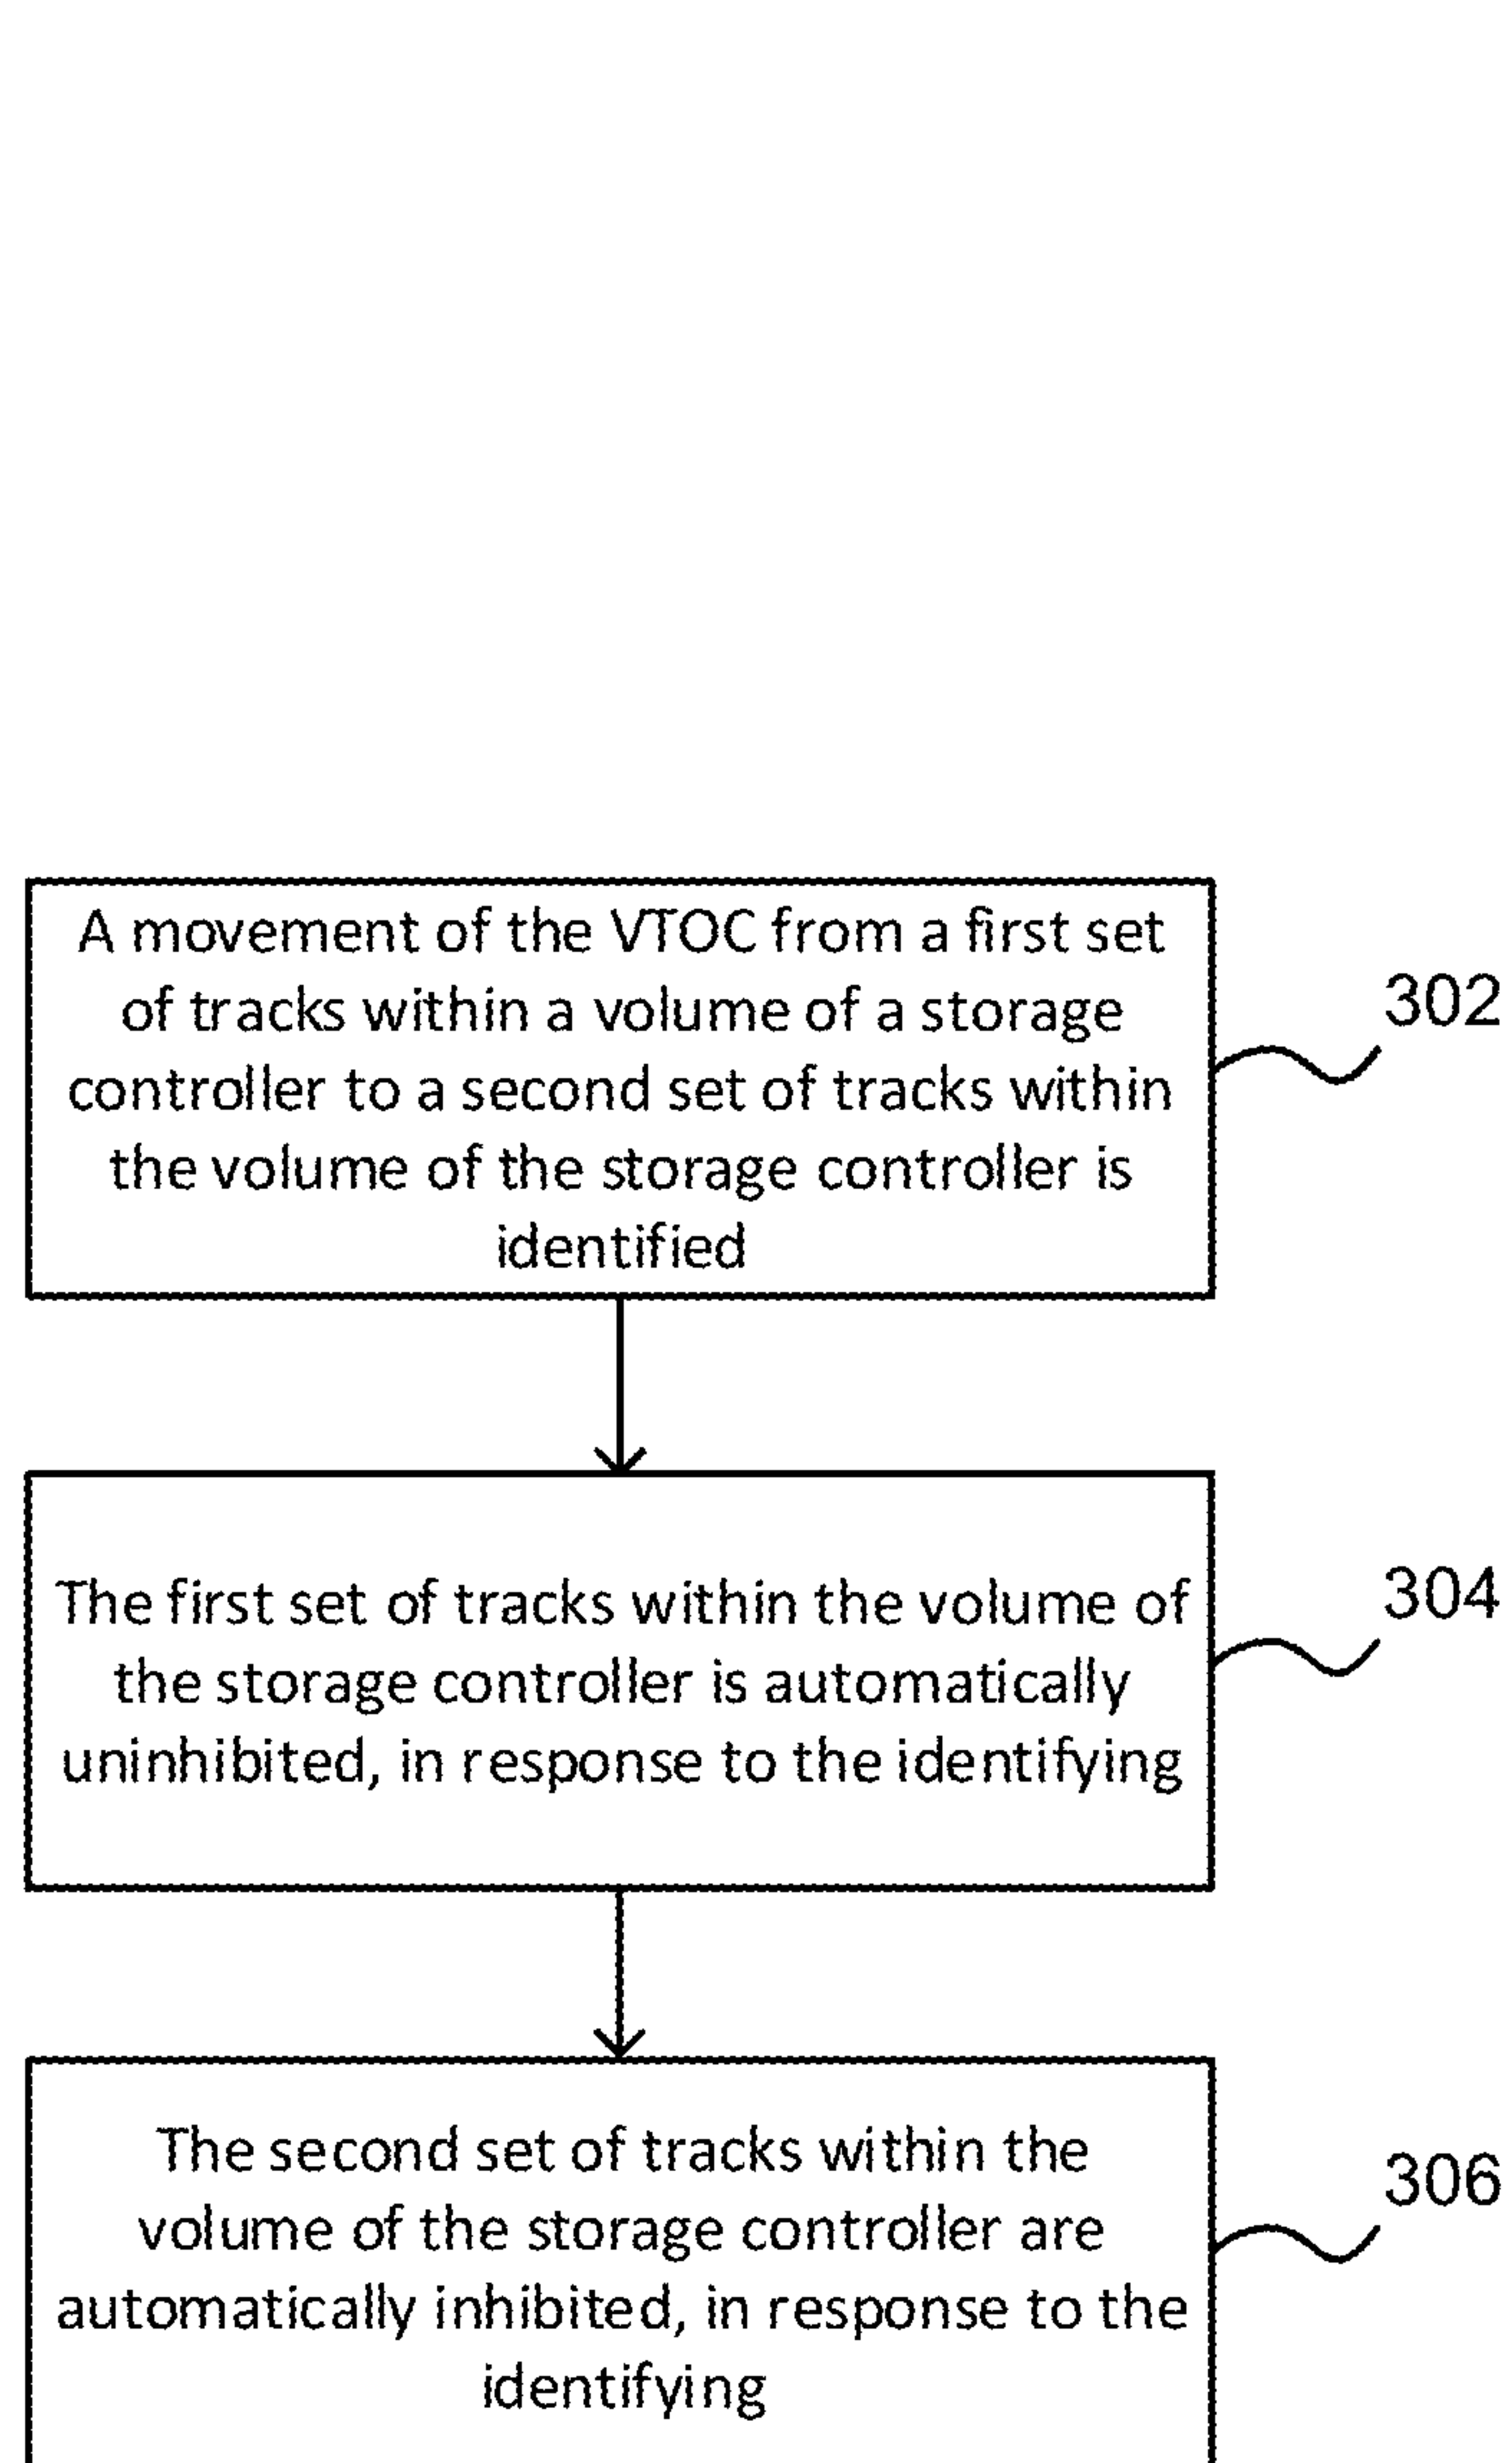 A movement of the VTOC from a first set
of tracks within a volume of a storage
controller to a second set of tracks within
the volume of the storage controller is
identified
302
The first set of tracks within the volume of
the storage controller is automatically
uninhibited, in response to the identifying
304
The second set of tracks within the
volume of the storage controller are
automatically inhibited, in response to the
identifying
306